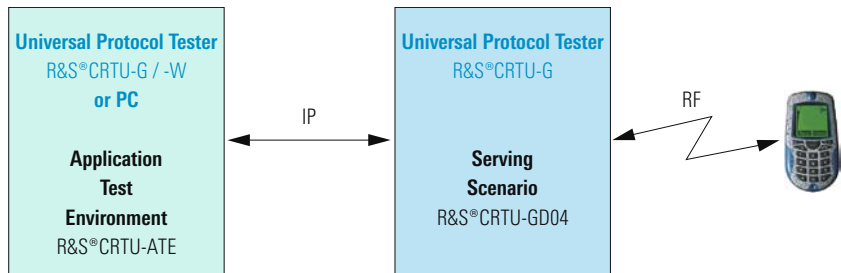 Universal Protocol Tester
R&S®CRTU-G / -W
or PC
Application
Test
Environment
R&S®CRTU-ATE
IP
Universal Protocol Tester
R&S®CRTU-G
Serving
Scenario
R&S®CRTU-GD04
RF